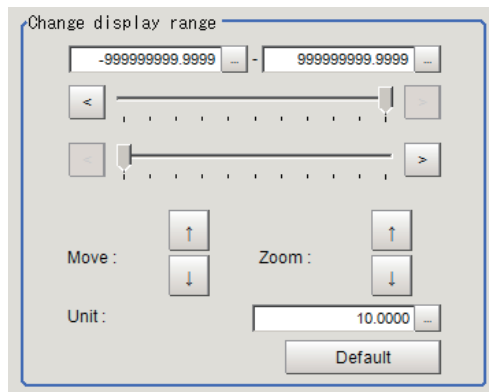 Change display range
-999999999.9999 ... - 999999999.9999 ...
< >
< >
Move : ↑ ↓ Zoom : ↑ ↓
Unit : 10.0000 ...
Default